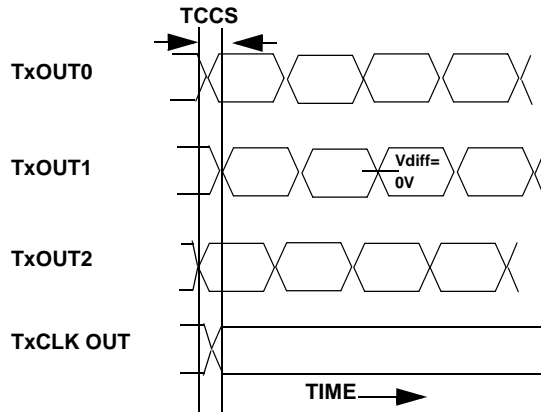 TCCS
TxOUT0
TxOUT1
Vdiff=
0V
TxOUT2
TxCLK OUT
TIME